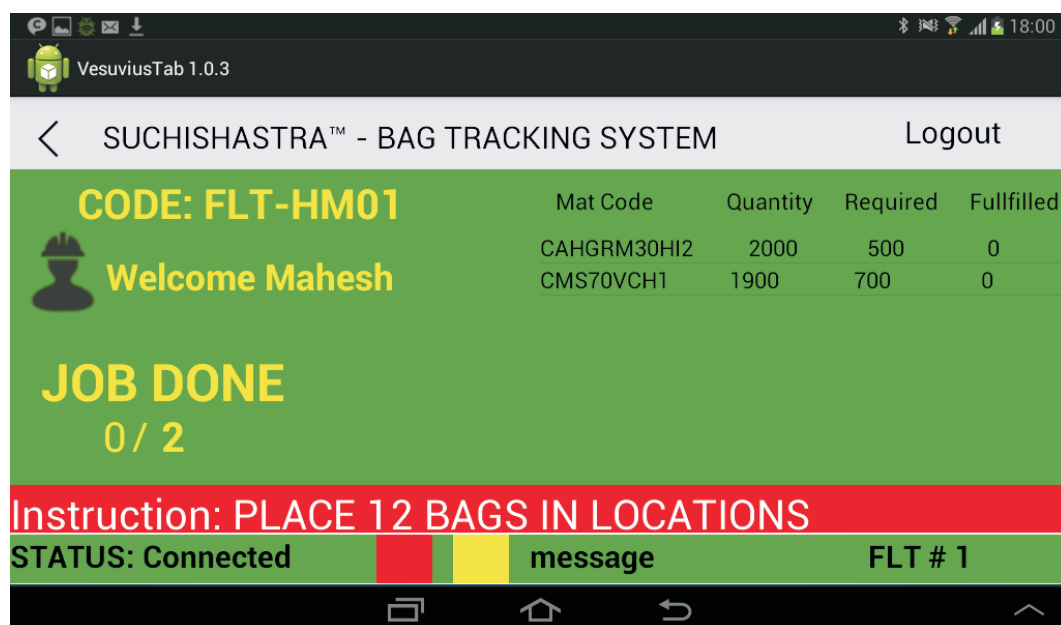 18:00
VesuviusTab 1.0.3
SUCHISHASTRA™ - BAG TRACKING SYSTEM Logout
CODE: FLT-HM01
Welcome Mahesh
Mat Code Quantity Required Fullfilled
CAHGRM30HI2 2000 500 0
CMS70VCH1 1900 700 0
JOB DONE
0/ 2
Instruction: PLACE 12 BAGS IN LOCATIONS
STATUS: Connected message FLT # 1